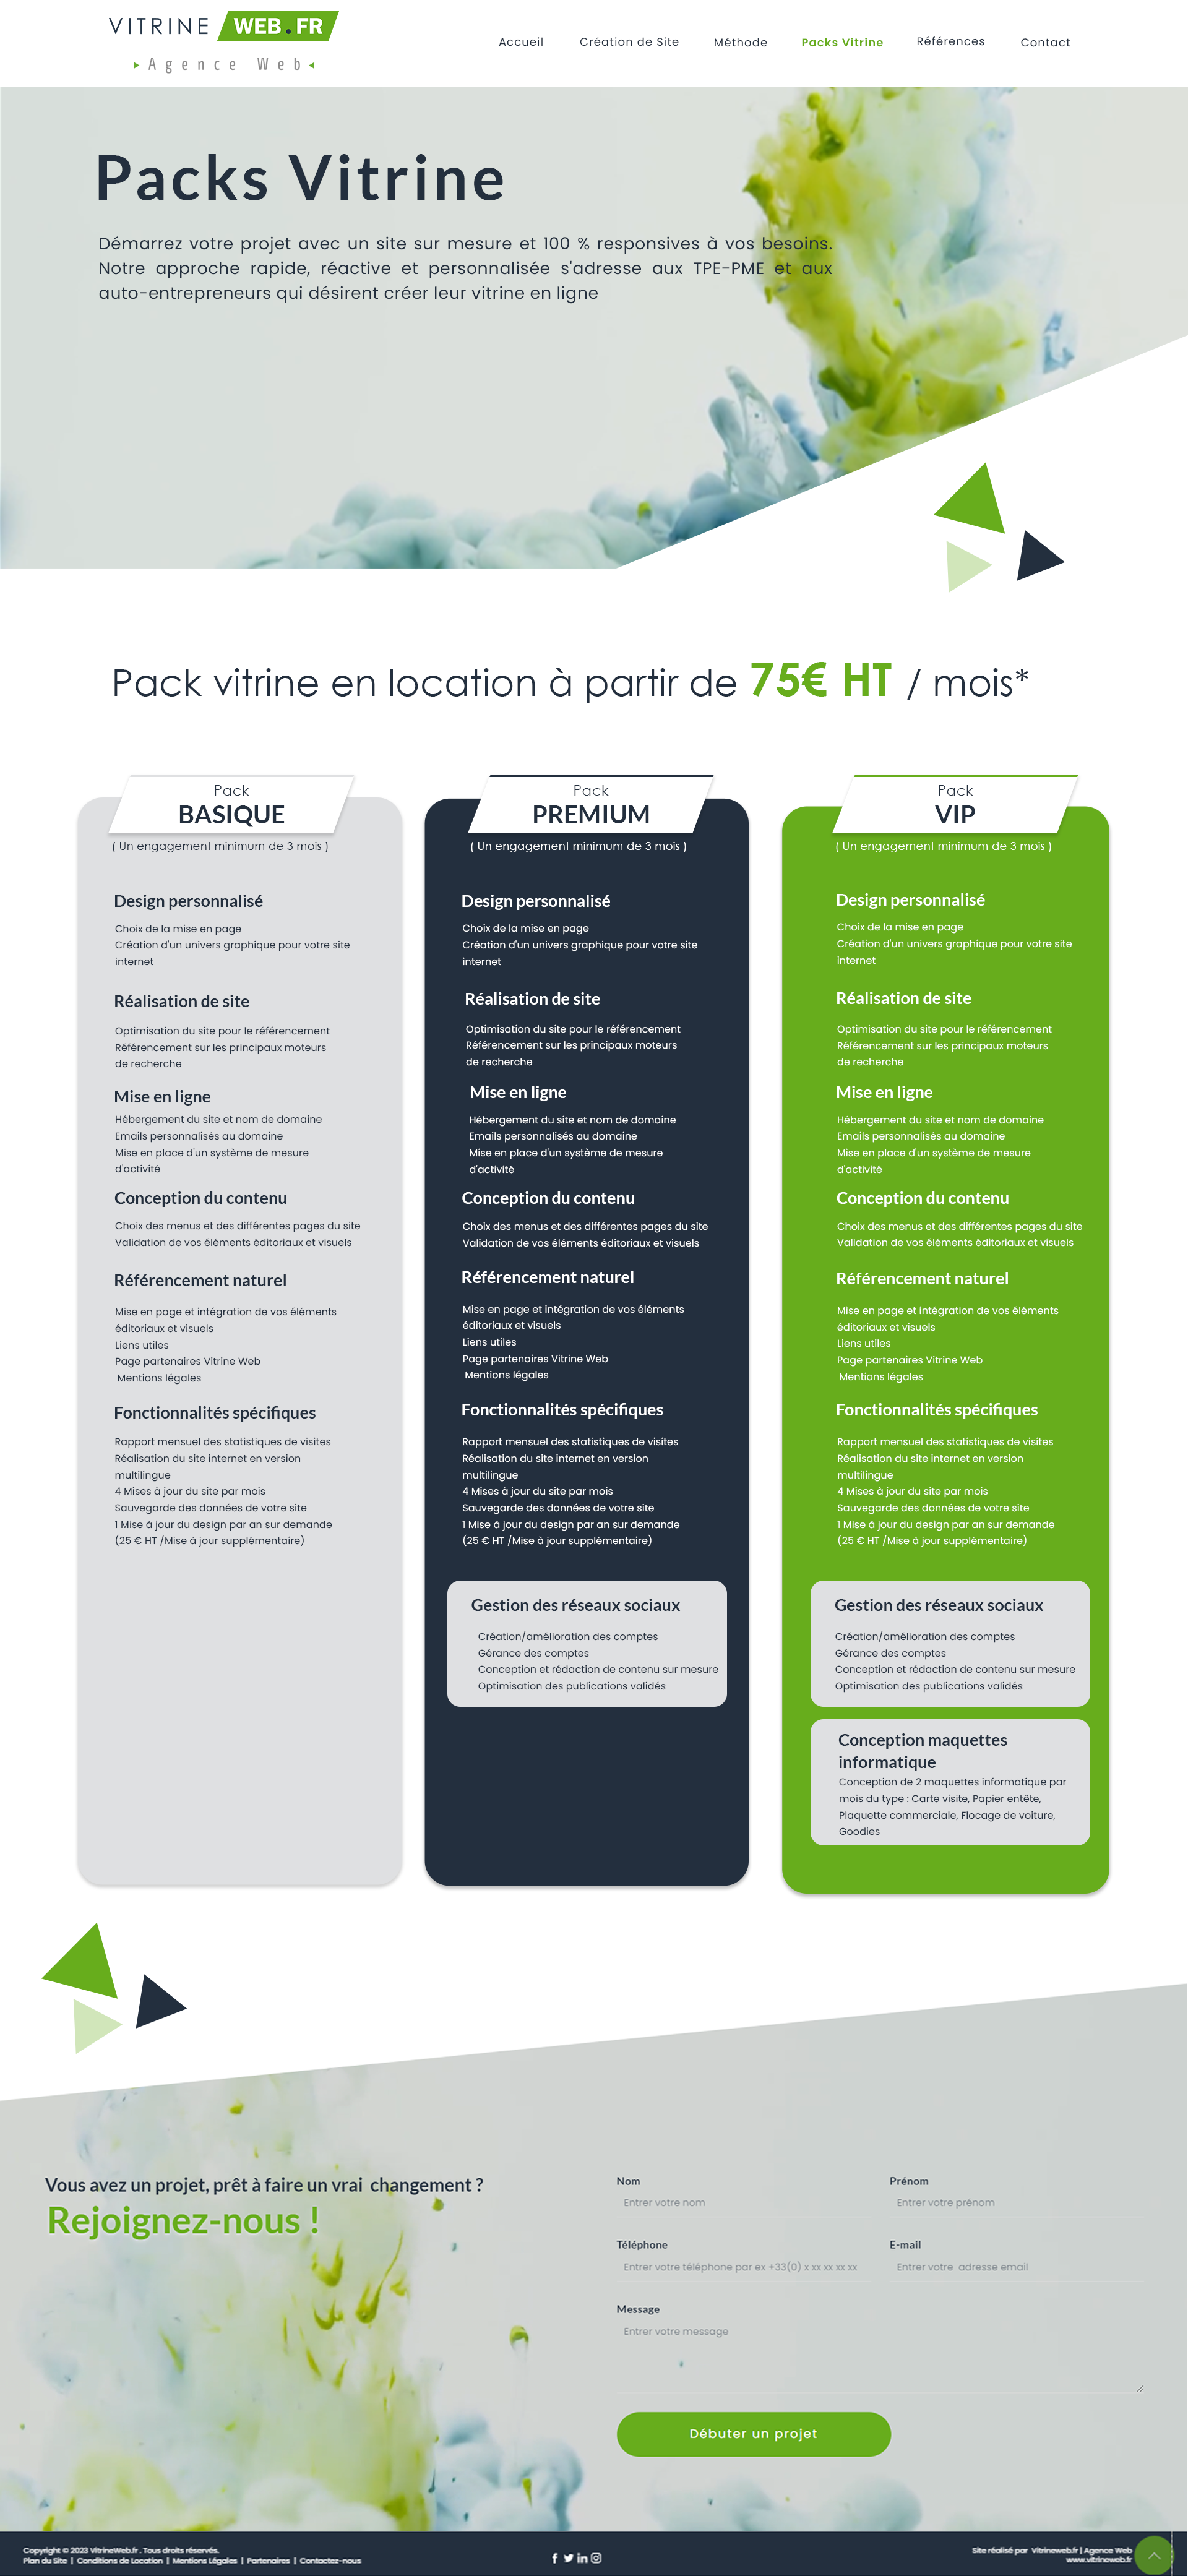 VITRINE WEB.FR
Agence Web
Accueil
Création de Site
Méthode
Packs Vitrine
Références
Contact
Packs Vitrine
Démarrez votre projet avec un site sur mesure et 100 % responsives à vos besoins.
Notre approche rapide, réactive et personnalisée s'adresse aux TPE-PME et aux
auto-entrepreneurs qui désirent créer leur vitrine en ligne
Pack vitrine en location à partir de 75€ HT / mois*
Pack
BASIQUE
( Un engagement minimum de 3 mois )
Design personnalisé
Choix de la mise en page
Création d'un univers graphique pour votre site
internet
Réalisation de site
Optimisation du site pour le référencement
Référencement sur les principaux moteurs
de recherche
Mise en ligne
Hébergement du site et nom de domaine
Emails personnalisés au domaine
Mise en place d'un système de mesure
d'activité
Conception du contenu
Choix des menus et des différentes pages du site
Validation de vos éléments éditoriaux et visuels
Référencement naturel
Mise en page et intégration de vos éléments
éditoriaux et visuels
Liens utiles
Page partenaires Vitrine Web
Mentions légales
Fonctionnalités spécifiques
Rapport mensuel des statistiques de visites
Réalisation du site internet en version
multilingue
4 Mises à jour du site par mois
Sauvegarde des données de votre site
1 Mise à jour du design par an sur demande
(25 € HT /Mise à jour supplémentaire)
Pack
PREMIUM
( Un engagement minimum de 3 mois )
Design personnalisé
Choix de la mise en page
Création d'un univers graphique pour votre site
internet
Réalisation de site
Optimisation du site pour le référencement
Référencement sur les principaux moteurs
de recherche
Mise en ligne
Hébergement du site et nom de domaine
Emails personnalisés au domaine
Mise en place d'un système de mesure
d'activité
Conception du contenu
Choix des menus et des différentes pages du site
Validation de vos éléments éditoriaux et visuels
Référencement naturel
Mise en page et intégration de vos éléments
éditoriaux et visuels
Liens utiles
Page partenaires Vitrine Web
Mentions légales
Fonctionnalités spécifiques
Rapport mensuel des statistiques de visites
Réalisation du site internet en version
multilingue
4 Mises à jour du site par mois
Sauvegarde des données de votre site
1 Mise à jour du design par an sur demande
(25 € HT /Mise à jour supplémentaire)
Gestion des réseaux sociaux
Création/amélioration des comptes
Gérance des comptes
Conception et rédaction de contenu sur mesure
Optimisation des publications validés
Pack
VIP
( Un engagement minimum de 3 mois )
Design personnalisé
Choix de la mise en page
Création d'un univers graphique pour votre site
internet
Réalisation de site
Optimisation du site pour le référencement
Référencement sur les principaux moteurs
de recherche
Mise en ligne
Hébergement du site et nom de domaine
Emails personnalisés au domaine
Mise en place d'un système de mesure
d'activité
Conception du contenu
Choix des menus et des différentes pages du site
Validation de vos éléments éditoriaux et visuels
Référencement naturel
Mise en page et intégration de vos éléments
éditoriaux et visuels
Liens utiles
Page partenaires Vitrine Web
Mentions légales
Fonctionnalités spécifiques
Rapport mensuel des statistiques de visites
Réalisation du site internet en version
multilingue
4 Mises à jour du site par mois
Sauvegarde des données de votre site
1 Mise à jour du design par an sur demande
(25 € HT /Mise à jour supplémentaire)
Gestion des réseaux sociaux
Création/amélioration des comptes
Gérance des comptes
Conception et rédaction de contenu sur mesure
Optimisation des publications validés
Conception maquettes
informatique
Conception de 2 maquettes informatique par
mois du type : Carte visite, Papier entête,
Plaquette commerciale, Flocage de voiture,
Goodies
Vous avez un projet, prêt à faire un vrai changement ?
Rejoignez-nous !
Nom
Entrer votre nom
Prénom
Entrer votre prénom
Téléphone
Entrer votre téléphone par ex +33(0) x xx xx xx xx
E-mail
Entrer votre adresse email
Message
Entrer votre message
Débuter un projet
Copyright © 2023 VitrineWeb.fr . Tous droits réservés.
Plan du Site | Conditions de Location | Mentions Légales | Partenaires | Contactez-nous
Site réalisé par Vitrineweb.fr | Agence Web
www.vitrineweb.fr